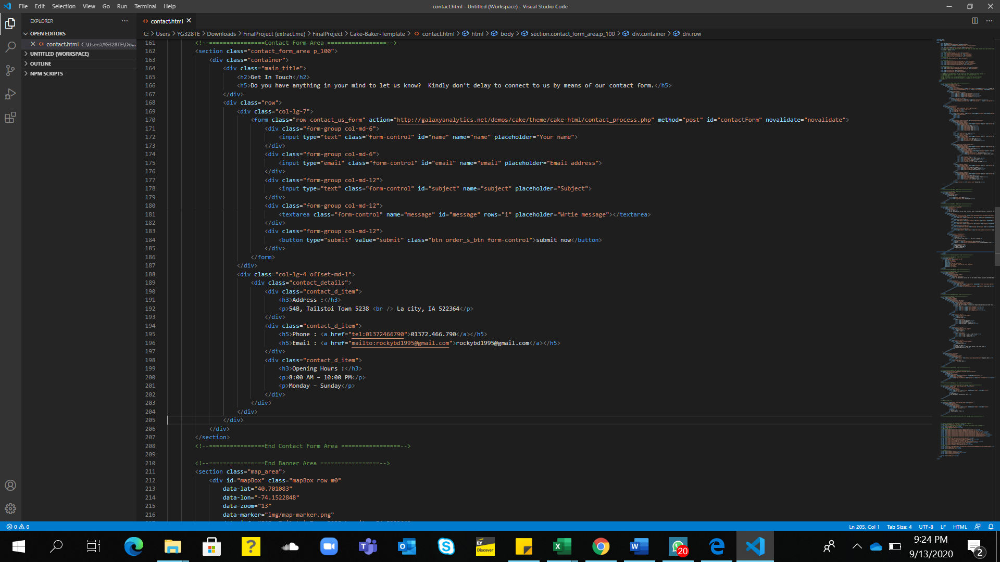 File Edit Selection View Go Run Terminal Help
contact.html - Untitled (Workspace) - Visual Studio Code
EXPLORER
OPEN EDITORS
contact.html C:\Users\YG328TE\Do...
UNTITLED (WORKSPACE)
OUTLINE
NPM SCRIPTS
contact.html
C: > Users > YG328TE > Downloads > FinalProject (extract.me) > FinalProject > Cake-Baker-Template > contact.html > html > body > section.contact_form_area.p_100 > div.container > div.row
161 <!--================Contact Form Area =================-->
162 <section class="contact_form_area p_100">
163 <div class="container">
164 <div class="main_title">
165 <h2>Get In Touch</h2>
166 <h5>Do you have anything in your mind to let us know?  Kindly don't delay to connect to us by means of our contact form.</h5>
167 </div>
168 <div class="row">
169 <div class="col-lg-7">
170 <form class="row contact_us_form" action="http://galaxyanalytics.net/demos/cake/theme/cake-html/contact_process.php" method="post" id="contactForm" novalidate="novalidate">
171 <div class="form-group col-md-6">
172 <input type="text" class="form-control" id="name" name="name" placeholder="Your name">
173 </div>
174 <div class="form-group col-md-6">
175 <input type="email" class="form-control" id="email" name="email" placeholder="Email address">
176 </div>
177 <div class="form-group col-md-12">
178 <input type="text" class="form-control" id="subject" name="subject" placeholder="Subject">
179 </div>
180 <div class="form-group col-md-12">
181 <textarea class="form-control" name="message" id="message" rows="1" placeholder="Wrtie message"></textarea>
182 </div>
183 <div class="form-group col-md-12">
184 <button type="submit" value="submit" class="btn order_s_btn form-control">submit now</button>
185 </div>
186 </form>
187 </div>
188 <div class="col-lg-4 offset-md-1">
189 <div class="contact_details">
190 <div class="contact_d_item">
191 <h3>Address :</h3>
192 <p>54B, Tailstoi Town 5238 <br /> La city, IA 522364</p>
193 </div>
194 <div class="contact_d_item">
195 <h5>Phone : <a href="tel:01372466790">01372.466.790</a></h5>
196 <h5>Email : <a href="mailto:rockybd1995@gmail.com">rockybd1995@gmail.com</a></h5>
197 </div>
198 <div class="contact_d_item">
199 <h3>Opening Hours :</h3>
200 <p>8:00 AM – 10:00 PM</p>
201 <p>Monday – Sunday</p>
202 </div>
203 </div>
204 </div>
205 </div>
206 </div>
207 </section>
208 <!--================End Contact Form Area =================-->
209
210 <!--================End Banner Area =================-->
211 <section class="map_area">
212 <div id="mapBox" class="mapBox row m0"
213 data-lat="40.701083"
214 data-lon="-74.1522848"
215 data-zoom="13"
216 data-marker="img/map-marker.png"
0 0
Ln 205, Col 1 Tab Size: 4 UTF-8 LF HTML
EY Discover
20
9:24 PM
9/13/2020
2